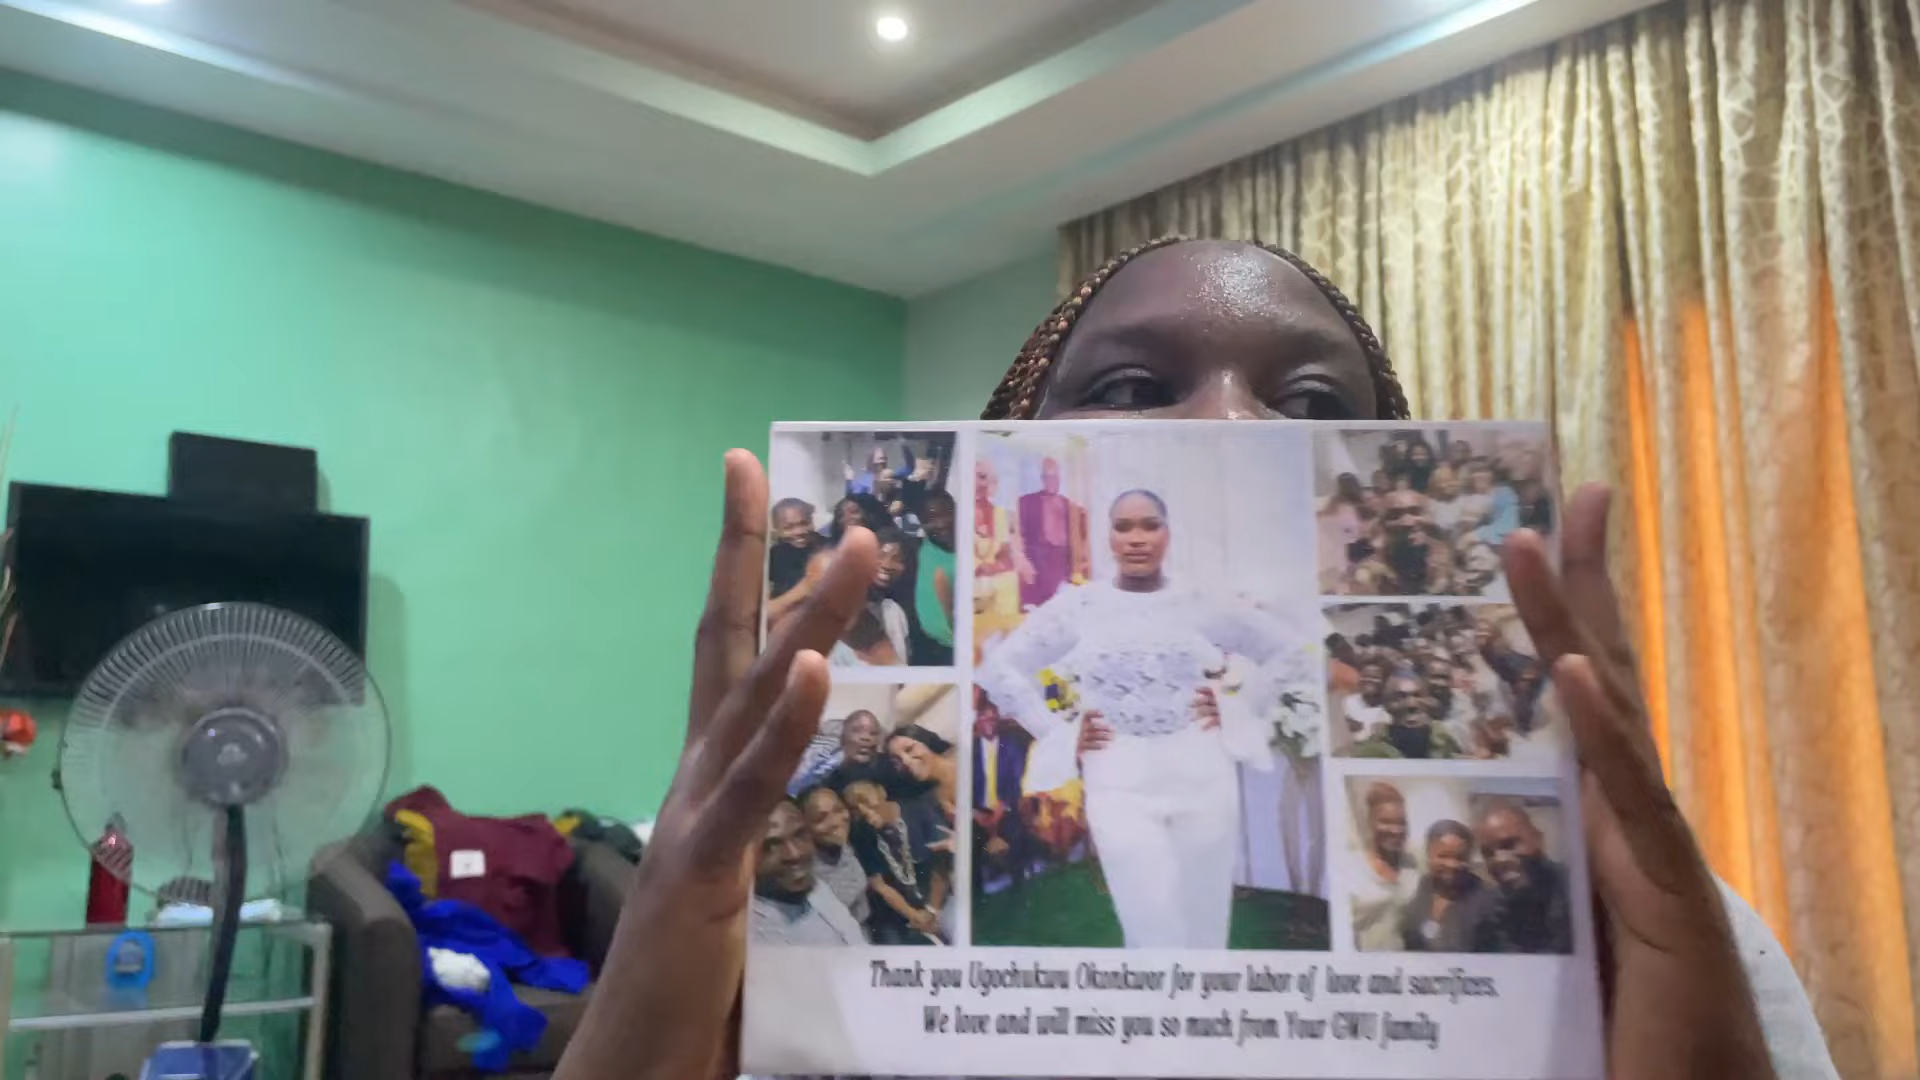 Thank you Ugochukwu Okonkwor for your labor of love and sacrifices.
We love and will miss you so much from Your GWU family